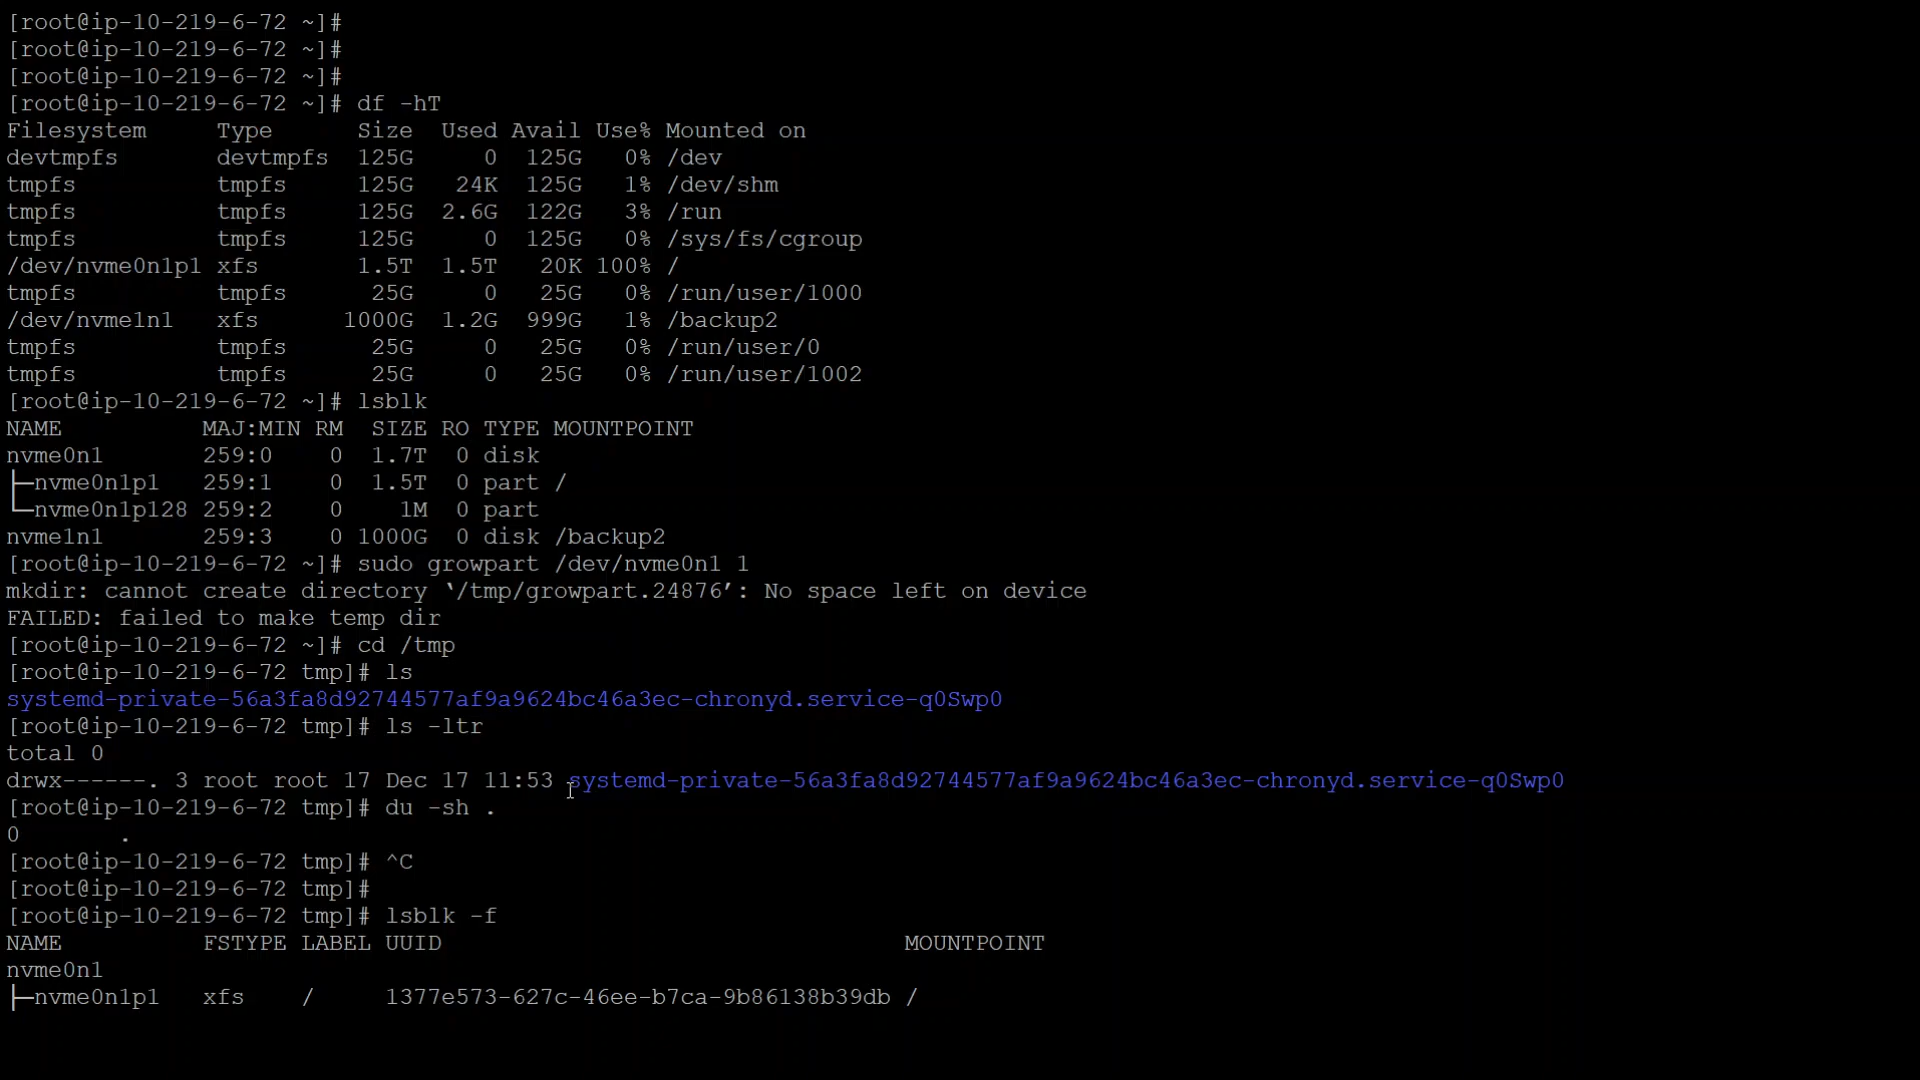 [root@ip-10-219-6-72 ~]#
[root@ip-10-219-6-72 ~]#
[root@ip-10-219-6-72 ~]#
[root@ip-10-219-6-72 ~]# df -hT
Filesystem     Type      Size  Used Avail Use% Mounted on
devtmpfs       devtmpfs  125G     0  125G   0% /dev
tmpfs          tmpfs     125G   24K  125G   1% /dev/shm
tmpfs          tmpfs     125G  2.6G  122G   3% /run
tmpfs          tmpfs     125G     0  125G   0% /sys/fs/cgroup
/dev/nvme0n1p1 xfs       1.5T  1.5T   20K 100% /
tmpfs          tmpfs      25G     0   25G   0% /run/user/1000
/dev/nvme1n1   xfs      1000G  1.2G  999G   1% /backup2
tmpfs          tmpfs      25G     0   25G   0% /run/user/0
tmpfs          tmpfs      25G     0   25G   0% /run/user/1002
[root@ip-10-219-6-72 ~]# lsblk
NAME          MAJ:MIN RM  SIZE RO TYPE MOUNTPOINT
nvme0n1       259:0    0  1.7T  0 disk
├─nvme0n1p1   259:1    0  1.5T  0 part /
└─nvme0n1p128 259:2    0    1M  0 part
nvme1n1       259:3    0 1000G  0 disk /backup2
[root@ip-10-219-6-72 ~]# sudo growpart /dev/nvme0n1 1
mkdir: cannot create directory ‘/tmp/growpart.24876’: No space left on device
FAILED: failed to make temp dir
[root@ip-10-219-6-72 ~]# cd /tmp
[root@ip-10-219-6-72 tmp]# ls
systemd-private-56a3fa8d92744577af9a9624bc46a3ec-chronyd.service-q0Swp0
[root@ip-10-219-6-72 tmp]# ls -ltr
total 0
drwx------. 3 root root 17 Dec 17 11:53 systemd-private-56a3fa8d92744577af9a9624bc46a3ec-chronyd.service-q0Swp0
[root@ip-10-219-6-72 tmp]# du -sh .
0       .
[root@ip-10-219-6-72 tmp]# ^C
[root@ip-10-219-6-72 tmp]#
[root@ip-10-219-6-72 tmp]# lsblk -f
NAME          FSTYPE LABEL UUID                                 MOUNTPOINT
nvme0n1
├─nvme0n1p1   xfs    /     1377e573-627c-46ee-b7ca-9b86138b39db /